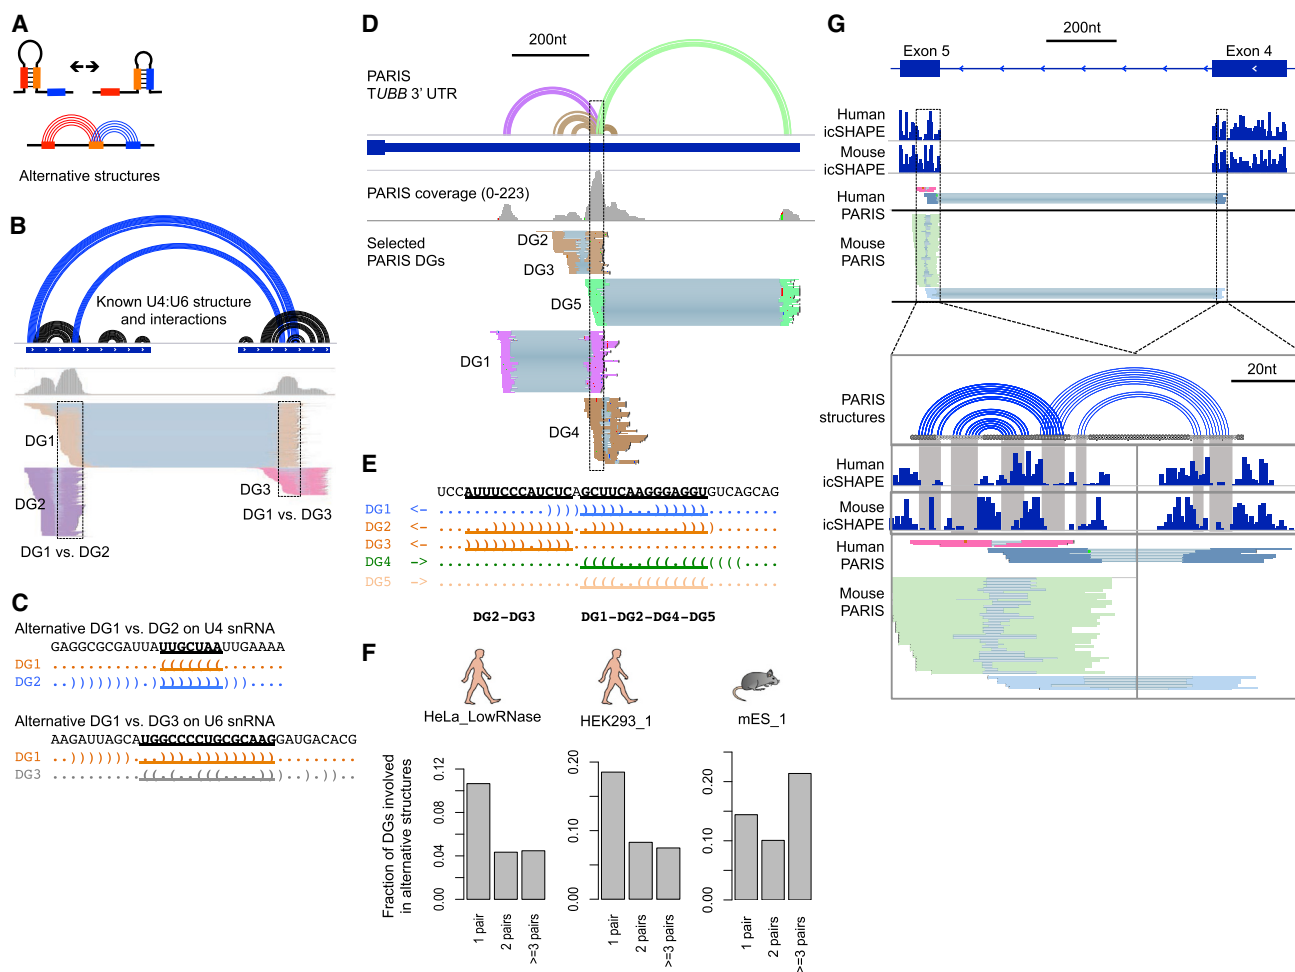 A
Alternative structures
B
Known U4:U6 structure
and interactions
DG1
DG2
DG3
DG1 vs. DG3
DG1 vs. DG2
C
Alternative DG1 vs. DG2 on U4 snRNA
GAGGCGCGAUUAUUGCUAAUUGAAAA
DG1
DG2
Alternative DG1 vs. DG3 on U6 snRNA
AAGAUUAGCAUGGCCCCUGCGCAAGGAUGACACG
DG1
DG3
D
200nt
PARIS
TUBB 3' UTR
PARIS coverage (0-223)
Selected
PARIS DGs
DG2
DG3
DG5
DG1
DG4
E
UCCAUUUCCCAUCUCAGCUUCAAGGGAGGUGUCAGCAG
DG1 <-
DG2 <-
DG3 <-
DG4 ->
DG5 ->
DG2-DG3 DG1-DG2-DG4-DG5
F
HeLa_LowRNase
HEK293_1
mES_1
Fraction of DGs involved
in alternative structures
0.12
0.08
0.04
0.00
1 pair
2 pairs
>=3 pairs
0.20
0.10
0.00
1 pair
2 pairs
>=3 pairs
0.20
0.10
0.00
1 pair
2 pairs
>=3 pairs
G
200nt
Exon 5
Exon 4
Human
icSHAPE
Mouse
icSHAPE
Human
PARIS
Mouse
PARIS
20nt
PARIS
structures
Human
icSHAPE
Mouse
icSHAPE
Human
PARIS
Mouse
PARIS